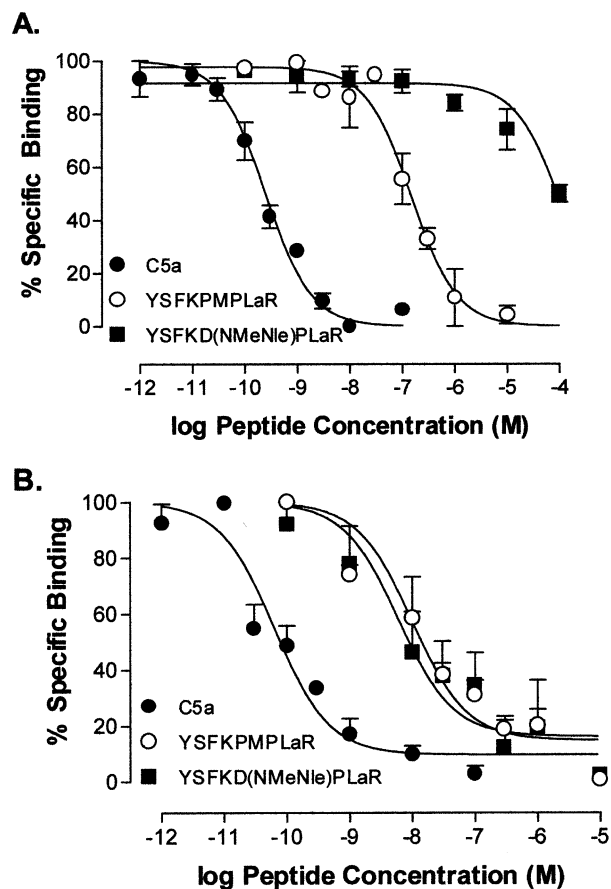 A.
% Specific Binding
100
80
60
40
20
0
C5a
YSFKPMPLaR
YSFKD(NMeNle)PLaR
-12 -11 -10 -9 -8 -7 -6 -5 -4
log Peptide Concentration (M)
B.
% Specific Binding
100
80
60
40
20
0
C5a
YSFKPMPLaR
YSFKD(NMeNle)PLaR
-12 -11 -10 -9 -8 -7 -6 -5
log Peptide Concentration (M)